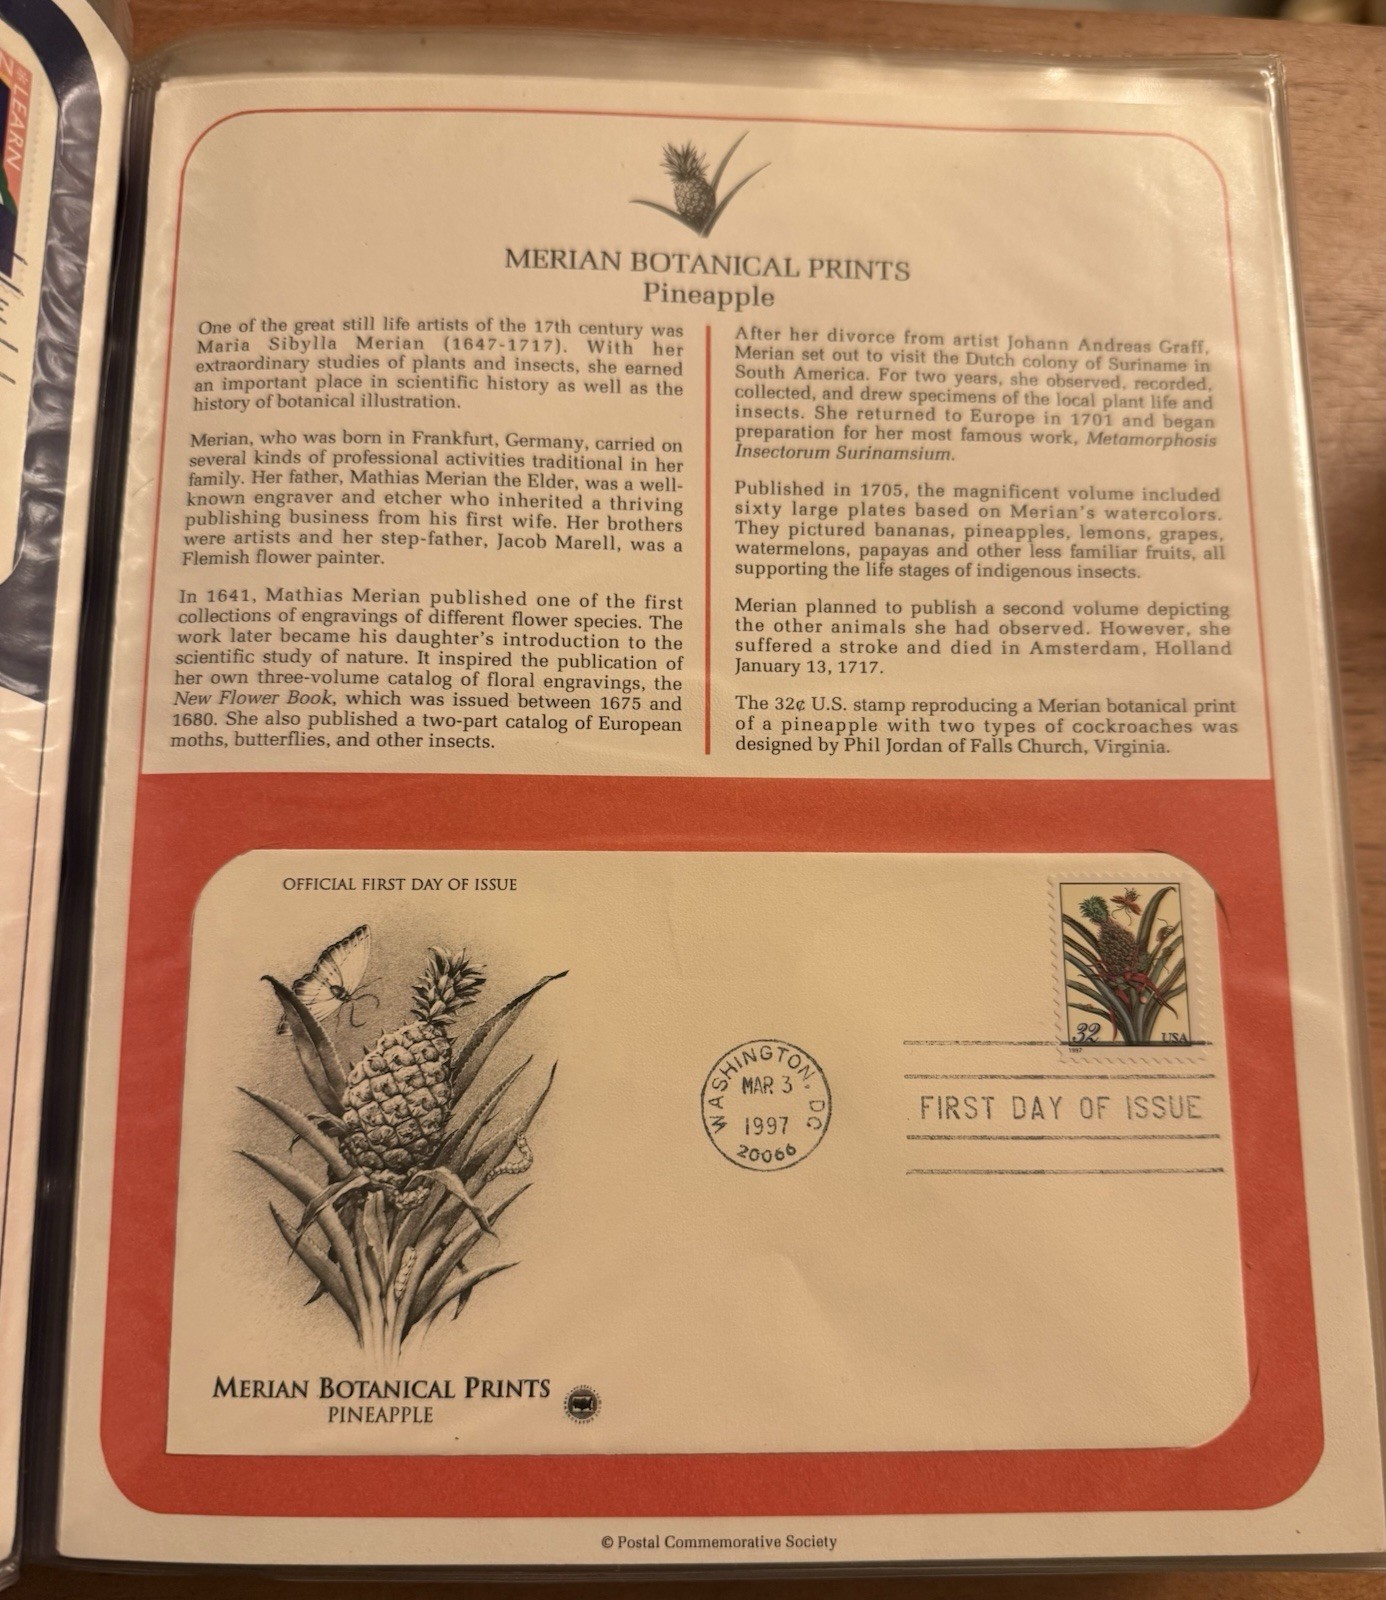 LEARN
MERIAN BOTANICAL PRINTS
Pineapple
One of the great still life artists of the 17th century was
Maria Sibylla Merian (1647-1717). With her
extraordinary studies of plants and insects, she earned
an important place in scientific history as well as the
history of botanical illustration.
Merian, who was born in Frankfurt, Germany, carried on
several kinds of professional activities traditional in her
family. Her father, Mathias Merian the Elder, was a well-
known engraver and etcher who inherited a thriving
publishing business from his first wife. Her brothers
were artists and her step-father, Jacob Marell, was a
Flemish flower painter.
In 1641, Mathias Merian published one of the first
collections of engravings of different flower species. The
work later became his daughter's introduction to the
scientific study of nature. It inspired the publication of
her own three-volume catalog of floral engravings, the
New Flower Book, which was issued between 1675 and
1680. She also published a two-part catalog of European
moths, butterflies, and other insects.
After her divorce from artist Johann Andreas Graff,
Merian set out to visit the Dutch colony of Suriname in
South America. For two years, she observed, recorded,
collected, and drew specimens of the local plant life and
insects. She returned to Europe in 1701 and began
preparation for her most famous work, Metamorphosis
Insectorum Surinamsium.
Published in 1705, the magnificent volume included
sixty large plates based on Merian's watercolors.
They pictured bananas, pineapples, lemons, grapes,
watermelons, papayas and other less familiar fruits, all
supporting the life stages of indigenous insects.
Merian planned to publish a second volume depicting
the other animals she had observed. However, she
suffered a stroke and died in Amsterdam, Holland
January 13, 1717.
The 32¢ U.S. stamp reproducing a Merian botanical print
of a pineapple with two types of cockroaches was
designed by Phil Jordan of Falls Church, Virginia.
OFFICIAL FIRST DAY OF ISSUE
32 USA
1997
WASHINGTON, DC
MAR 3
1997
20066
FIRST DAY OF ISSUE
MERIAN BOTANICAL PRINTS
PINEAPPLE
© Postal Commemorative Society